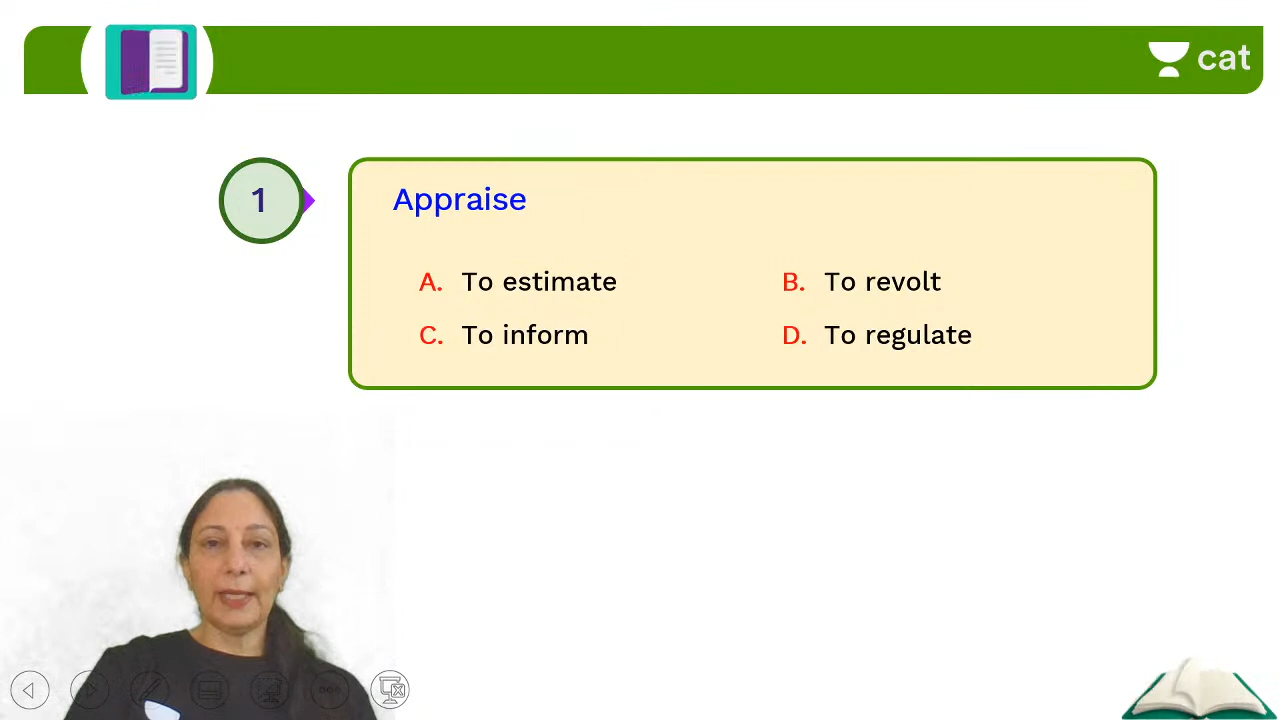 cat
1
Appraise
A. To estimate
B. To revolt
C. To inform
D. To regulate